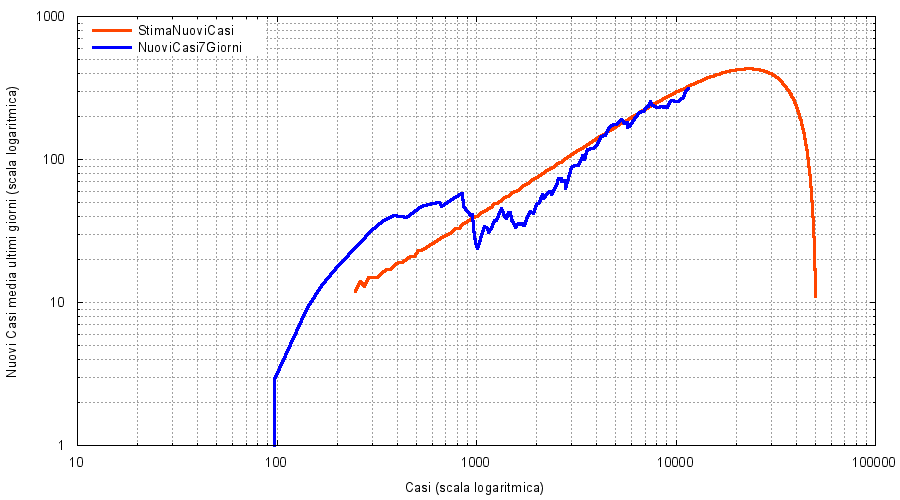 1000
StimaNuoviCasi
NuoviCasi7Giorni
100
10
1
Nuovi Casi media ultimi giorni (scala logaritmica)
10
100
1000
10000
100000
Casi (scala logaritmica)